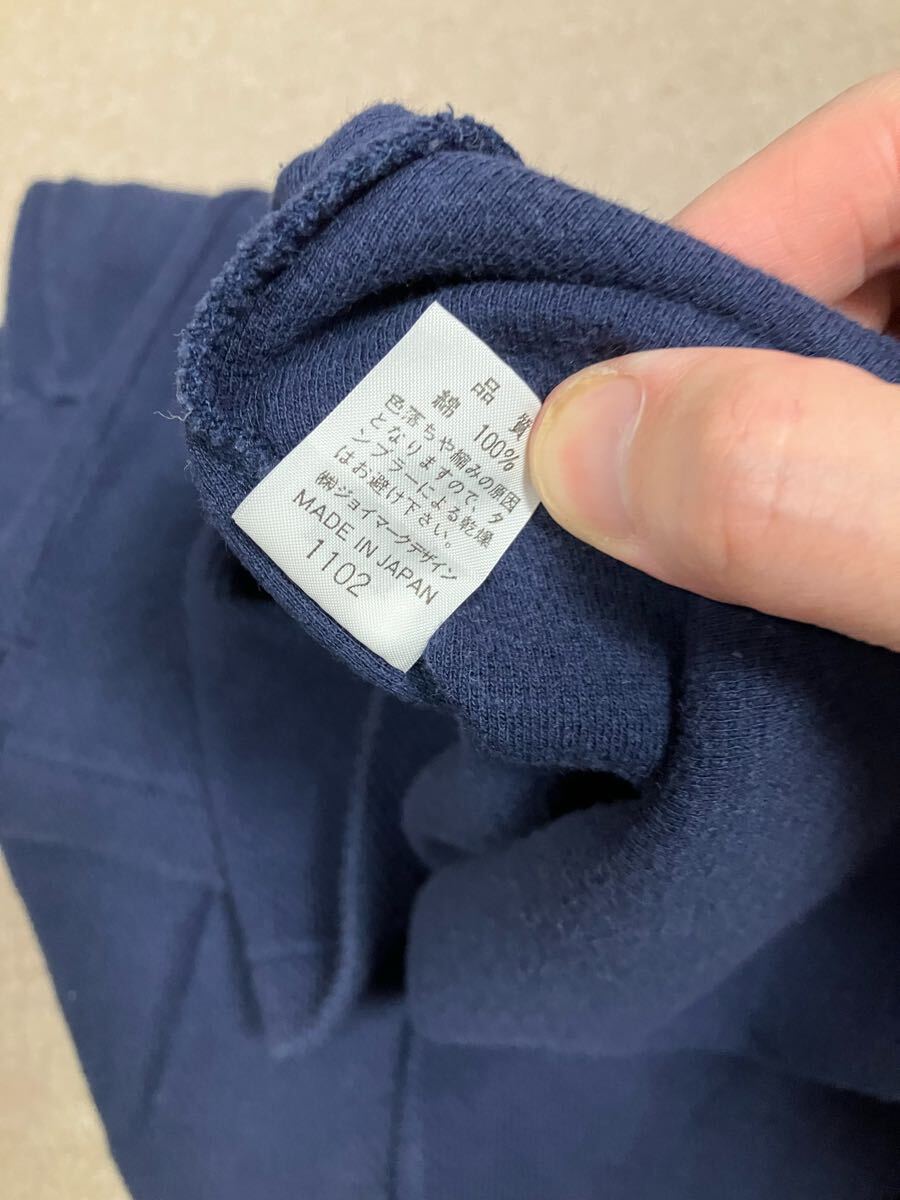 品 質
綿 100%
色落ちや縮みの原因
となりますので、タ
ンブラーによる乾燥
はお避け下さい。
㈱ジョイマークデザイン
MADE IN JAPAN
1102